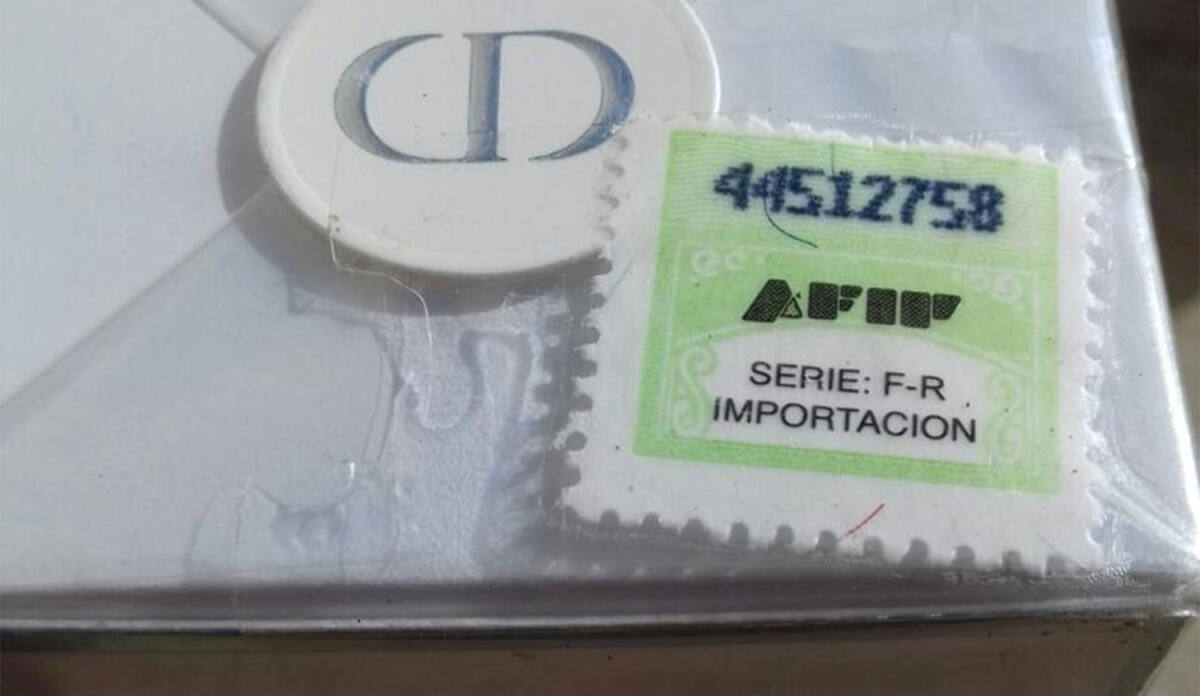 CD
44512758
AFIP
SERIE: F-R
IMPORTACION